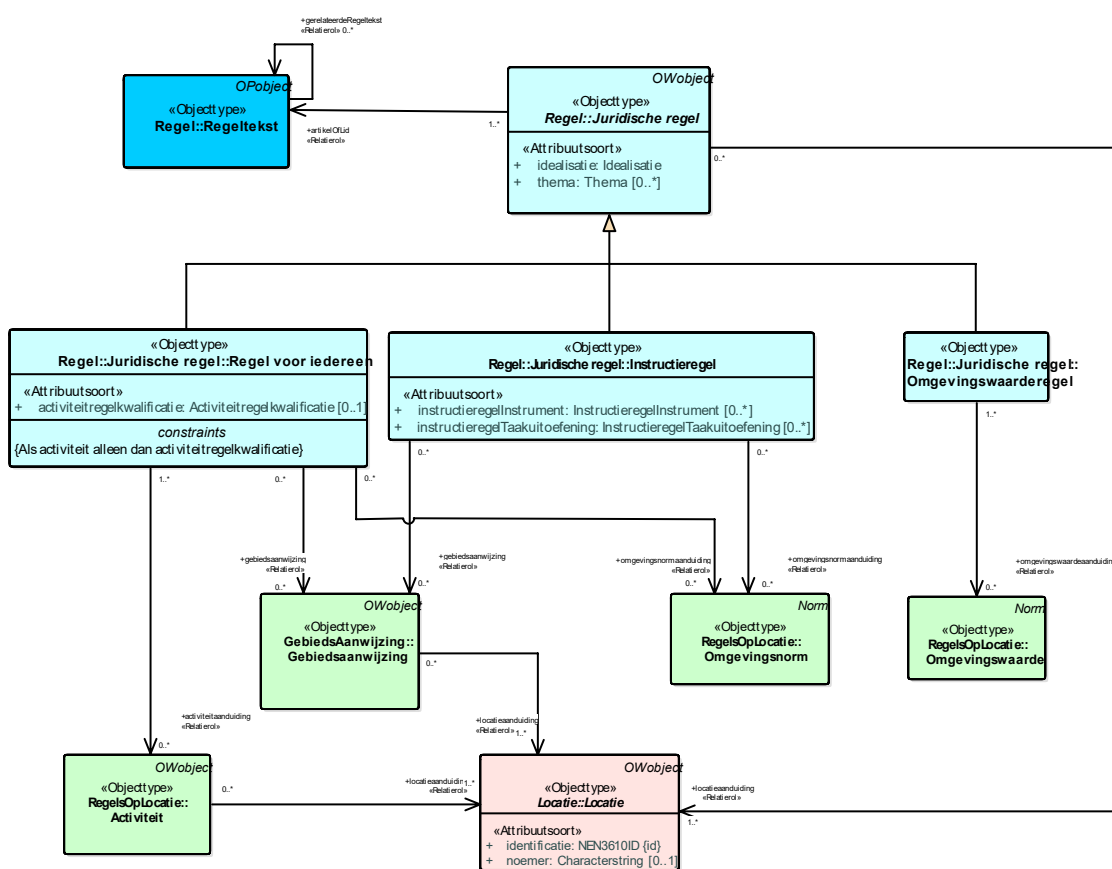 +gerelateerdeRegeltekst
«Relatierol» 0..*
OPobject
«Objecttype»
Regel::Regeltekst
+artikelOfLid
«Relatierol»
1..*
OWobject
«Objecttype»
Regel::Juridische regel
«Attribuutsoort»
+ idealisatie: Idealisatie
+ thema: Thema [0..*]
0..*
«Objecttype»
Regel::Juridische regel::Regel voor iedereen
«Attribuutsoort»
+ activiteitregelkwalificatie: Activiteitregelkwalificatie [0..1]
constraints
{Als activiteit alleen dan activiteitregelkwalificatie}
«Objecttype»
Regel::Juridische regel::Instructieregel
«Attribuutsoort»
+ instructieregelInstrument: InstructieregelInstrument [0..*]
+ instructieregelTaakuitoefening: InstructieregelTaakuitoefening [0..*]
«Objecttype»
Regel::Juridische regel::
Omgevingswaarderegel
1..*
0..*
0..*
0..*
0..*
1..*
+gebiedsaanwijzing
«Relatierol»
0..*
+gebiedsaanwijzing
«Relatierol»
0..*
+omgevingsnormaanduiding
«Relatierol»
0..*
+omgevingsnormaanduiding
«Relatierol»
0..*
+omgevingswaardeaanduiding
«Relatierol»
0..*
OWobject
«Objecttype»
GebiedsAanwijzing::
Gebiedsaanwijzing
0..*
Norm
«Objecttype»
RegelsOpLocatie::
Omgevingsnorm
Norm
«Objecttype»
RegelsOpLocatie::
Omgevingswaarde
+activiteitaanduiding
«Relatierol»
0..*
+locatieaanduiding
«Relatierol»
1..*
OWobject
«Objecttype»
RegelsOpLocatie::
Activiteit
0..*
+locatieaanduiding
«Relatierol»
1..*
OWobject
«Objecttype»
Locatie::Locatie
«Attribuutsoort»
+ identificatie: NEN3610ID {id}
+ noemer: Characterstring [0..1]
+locatieaanduiding
«Relatierol»
1..*